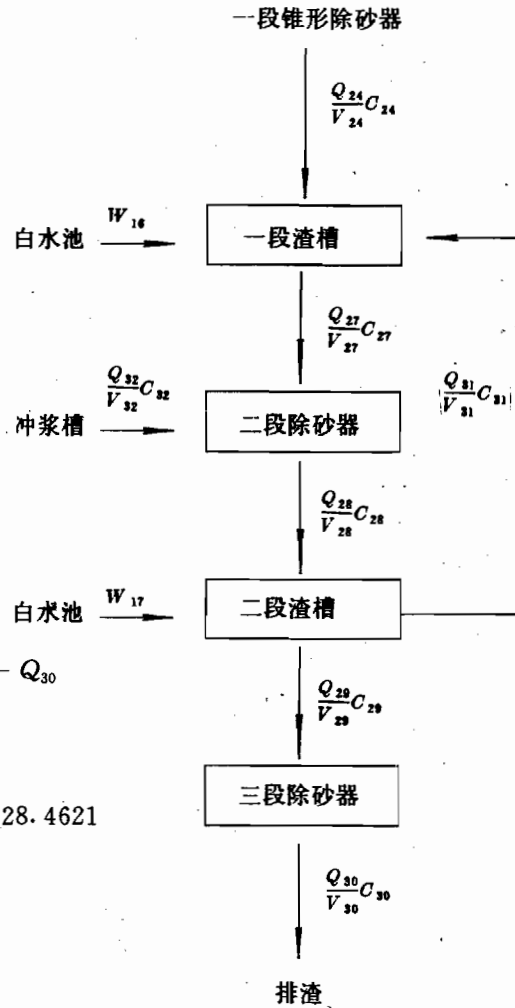 一段锥形除砂器
Q₂₄/V₂₄ C₂₄
W₁₆
白水池
一段渣槽
Q₂₇/V₂₇ C₂₇
Q₃₂/V₃₂ C₃₂
Q₃₁/V₃₁ C₃₁
冲浆槽
二段除砂器
Q₂₈/V₂₈ C₂₈
W₁₇
白水池
二段渣槽
- Q₃₀
Q₂₉/V₂₉ C₂₉
三段除砂器
28.4621
Q₃₀/V₃₀ C₃₀
排渣